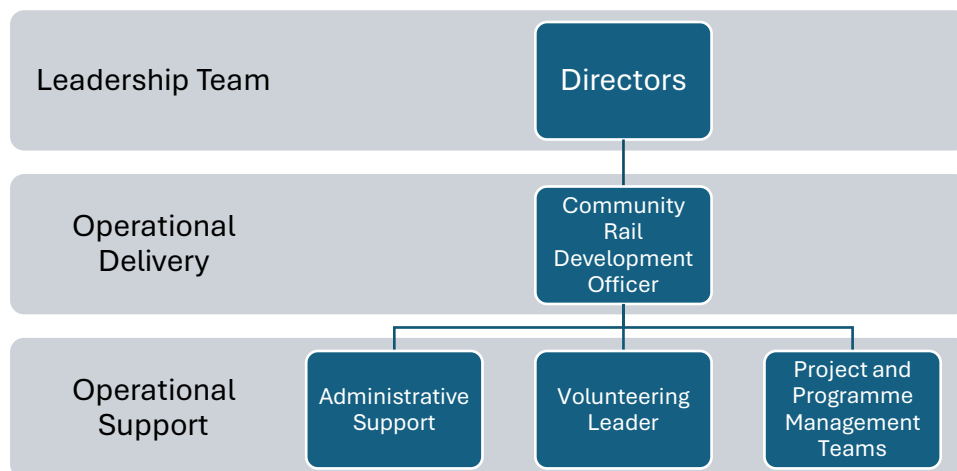 Leadership Team
Directors
Operational
Delivery
Community
Rail
Development
Officer
Operational
Support
Administrative
Support
Volunteering
Leader
Project and
Programme
Management
Teams